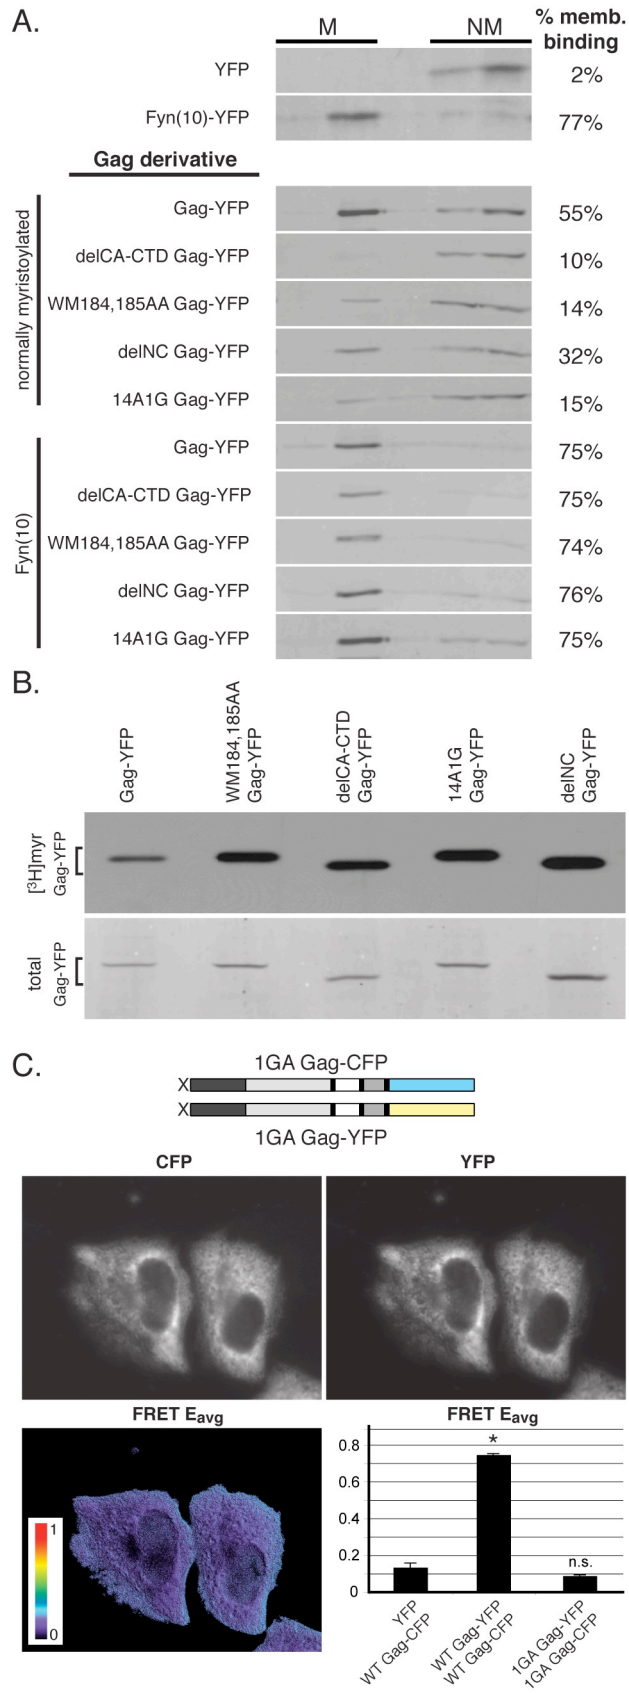 A.
M NM % memb. binding
YFP 2%
Fyn(10)-YFP 77%
Gag derivative
normally myristoylated
Gag-YFP 55%
delCA-CTD Gag-YFP 10%
WM184,185AA Gag-YFP 14%
delNC Gag-YFP 32%
14A1G Gag-YFP 15%
Fyn(10)
Gag-YFP 75%
delCA-CTD Gag-YFP 75%
WM184,185AA Gag-YFP 74%
delNC Gag-YFP 76%
14A1G Gag-YFP 75%
B.
Gag-YFP
WM184,185AA
Gag-YFP
delCA-CTD
Gag-YFP
14A1G
Gag-YFP
delNC
Gag-YFP
[³H]myr
Gag-YFP
total
Gag-YFP
C.
1GA Gag-CFP
X
X
1GA Gag-YFP
CFP YFP
FRET Eavg
1
0
FRET Eavg
0.8
0.6
0.4
0.2
0
*
n.s.
YFP
WT Gag-CFP
WT Gag-YFP
WT Gag-CFP
1GA Gag-YFP
1GA Gag-CFP